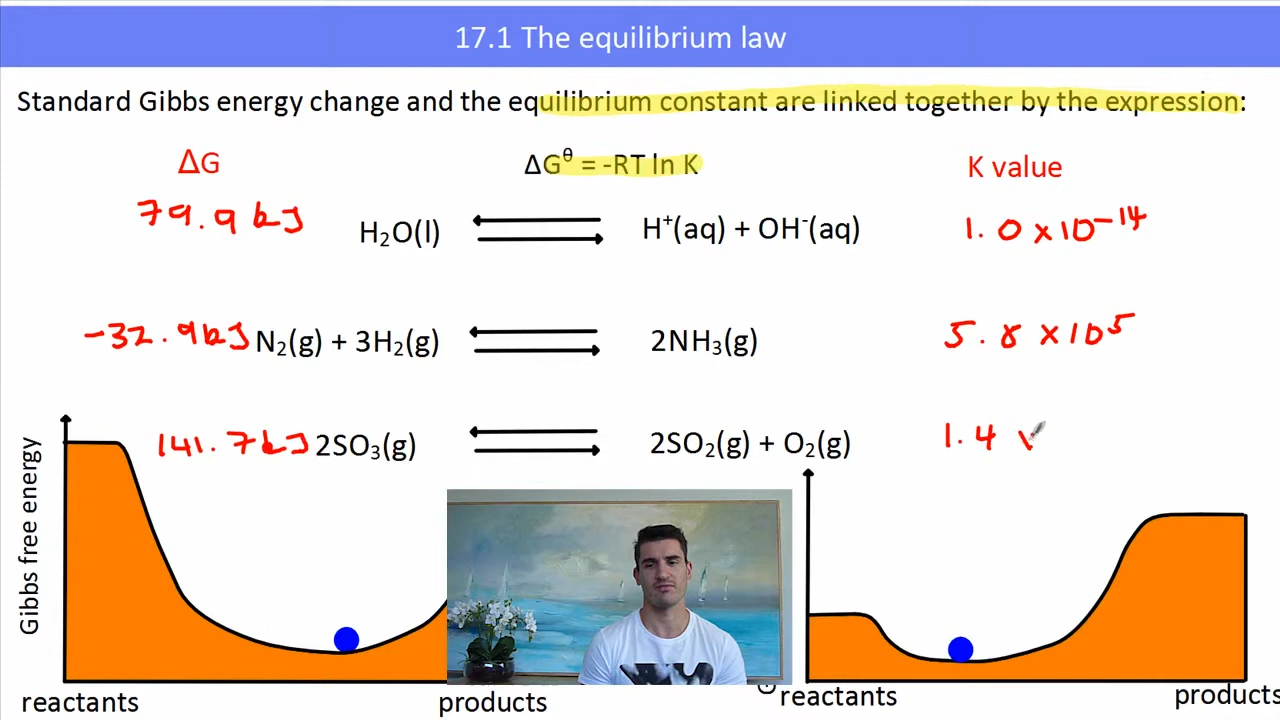 17.1 The equilibrium law
Standard Gibbs energy change and the equilibrium constant are linked together by the expression:
ΔG ΔG^θ = -RT ln K K value
79.9 kJ H₂O(l) H⁺(aq) + OH⁻(aq) 1.0 x 10⁻¹⁴
-32.9 kJ N₂(g) + 3H₂(g) 2NH₃(g) 5.8 x 10⁵
141.7 kJ 2SO₃(g) 2SO₂(g) + O₂(g) 1.4
Gibbs free energy
reactants products reactants products